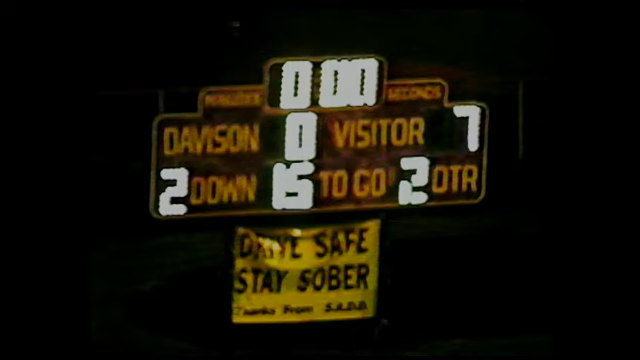 0 00
MINUTES SECONDS
DAVISON 0 VISITOR 7
2 DOWN 15 TO GO 2 QTR
DRIVE SAFE
STAY SOBER
Thanks From S.A.D.D.